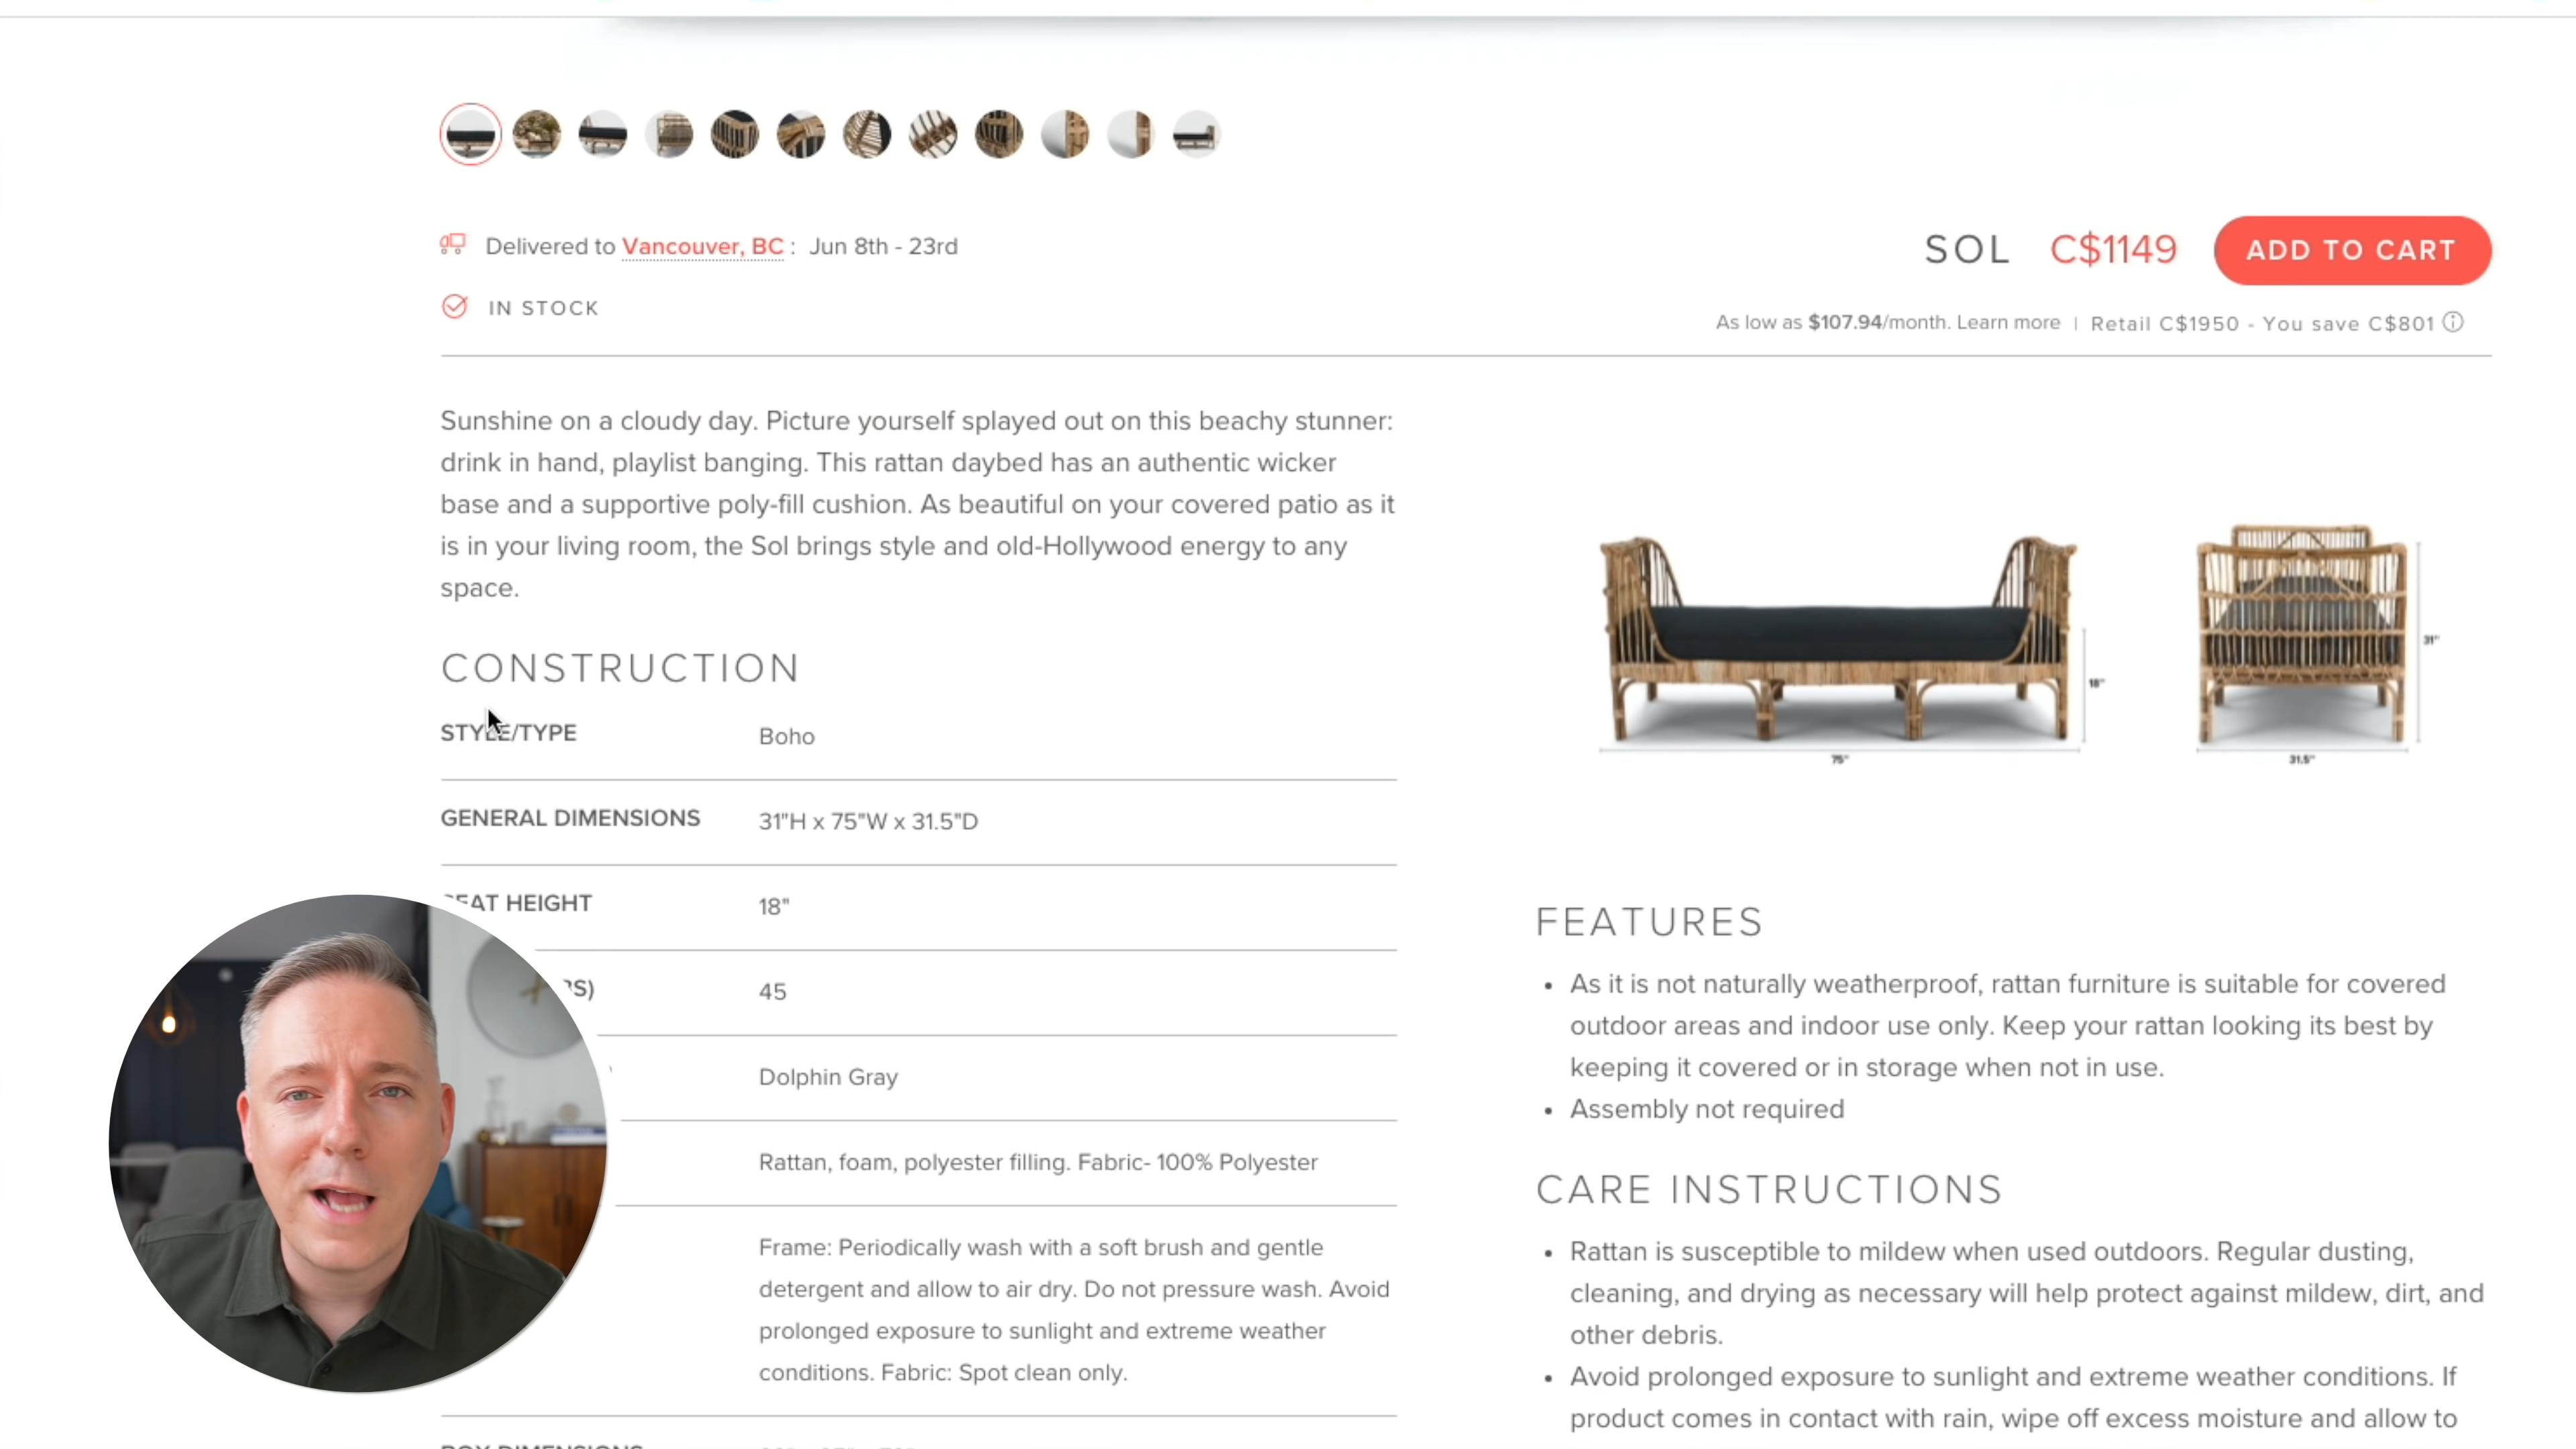 Delivered to Vancouver, BC : Jun 8th - 23rd
IN STOCK
SOL C$1149 ADD TO CART
As low as $107.94/month. Learn more | Retail C$1950 - You save C$801
Sunshine on a cloudy day. Picture yourself splayed out on this beachy stunner:
drink in hand, playlist banging. This rattan daybed has an authentic wicker
base and a supportive poly-fill cushion. As beautiful on your covered patio as it
is in your living room, the Sol brings style and old-Hollywood energy to any
space.
CONSTRUCTION
STYLE/TYPE Boho
GENERAL DIMENSIONS 31"H x 75"W x 31.5"D
SEAT HEIGHT 18"
45
Dolphin Gray
Rattan, foam, polyester filling. Fabric- 100% Polyester
Frame: Periodically wash with a soft brush and gentle
detergent and allow to air dry. Do not pressure wash. Avoid
prolonged exposure to sunlight and extreme weather
conditions. Fabric: Spot clean only.
18"
75"
31"
31.5"
FEATURES
• As it is not naturally weatherproof, rattan furniture is suitable for covered
outdoor areas and indoor use only. Keep your rattan looking its best by
keeping it covered or in storage when not in use.
• Assembly not required
CARE INSTRUCTIONS
• Rattan is susceptible to mildew when used outdoors. Regular dusting,
cleaning, and drying as necessary will help protect against mildew, dirt, and
other debris.
• Avoid prolonged exposure to sunlight and extreme weather conditions. If
product comes in contact with rain, wipe off excess moisture and allow to